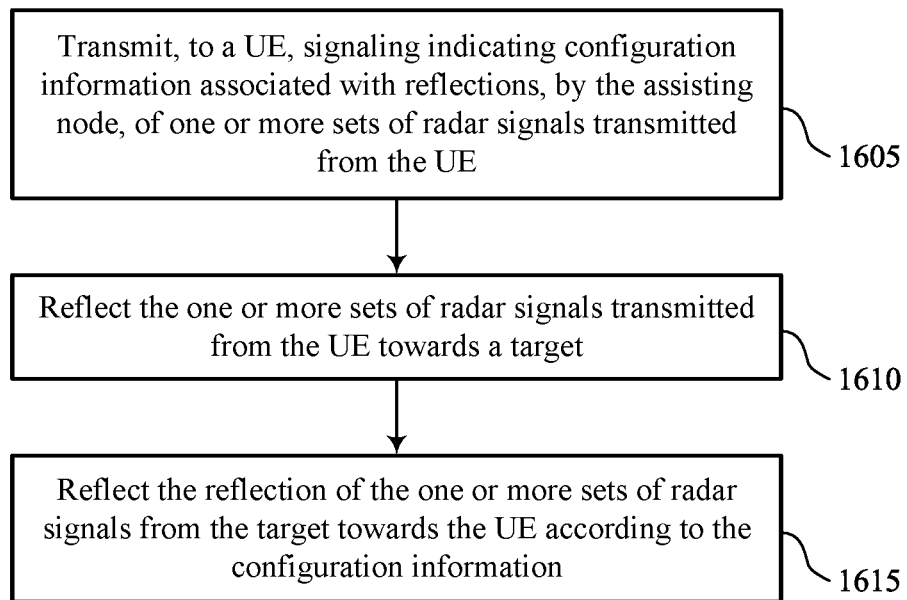 Transmit, to a UE, signaling indicating configuration
information associated with reflections, by the assisting
node, of one or more sets of radar signals transmitted
from the UE
1605
Reflect the one or more sets of radar signals transmitted
from the UE towards a target
1610
Reflect the reflection of the one or more sets of radar
signals from the target towards the UE according to the
configuration information
1615